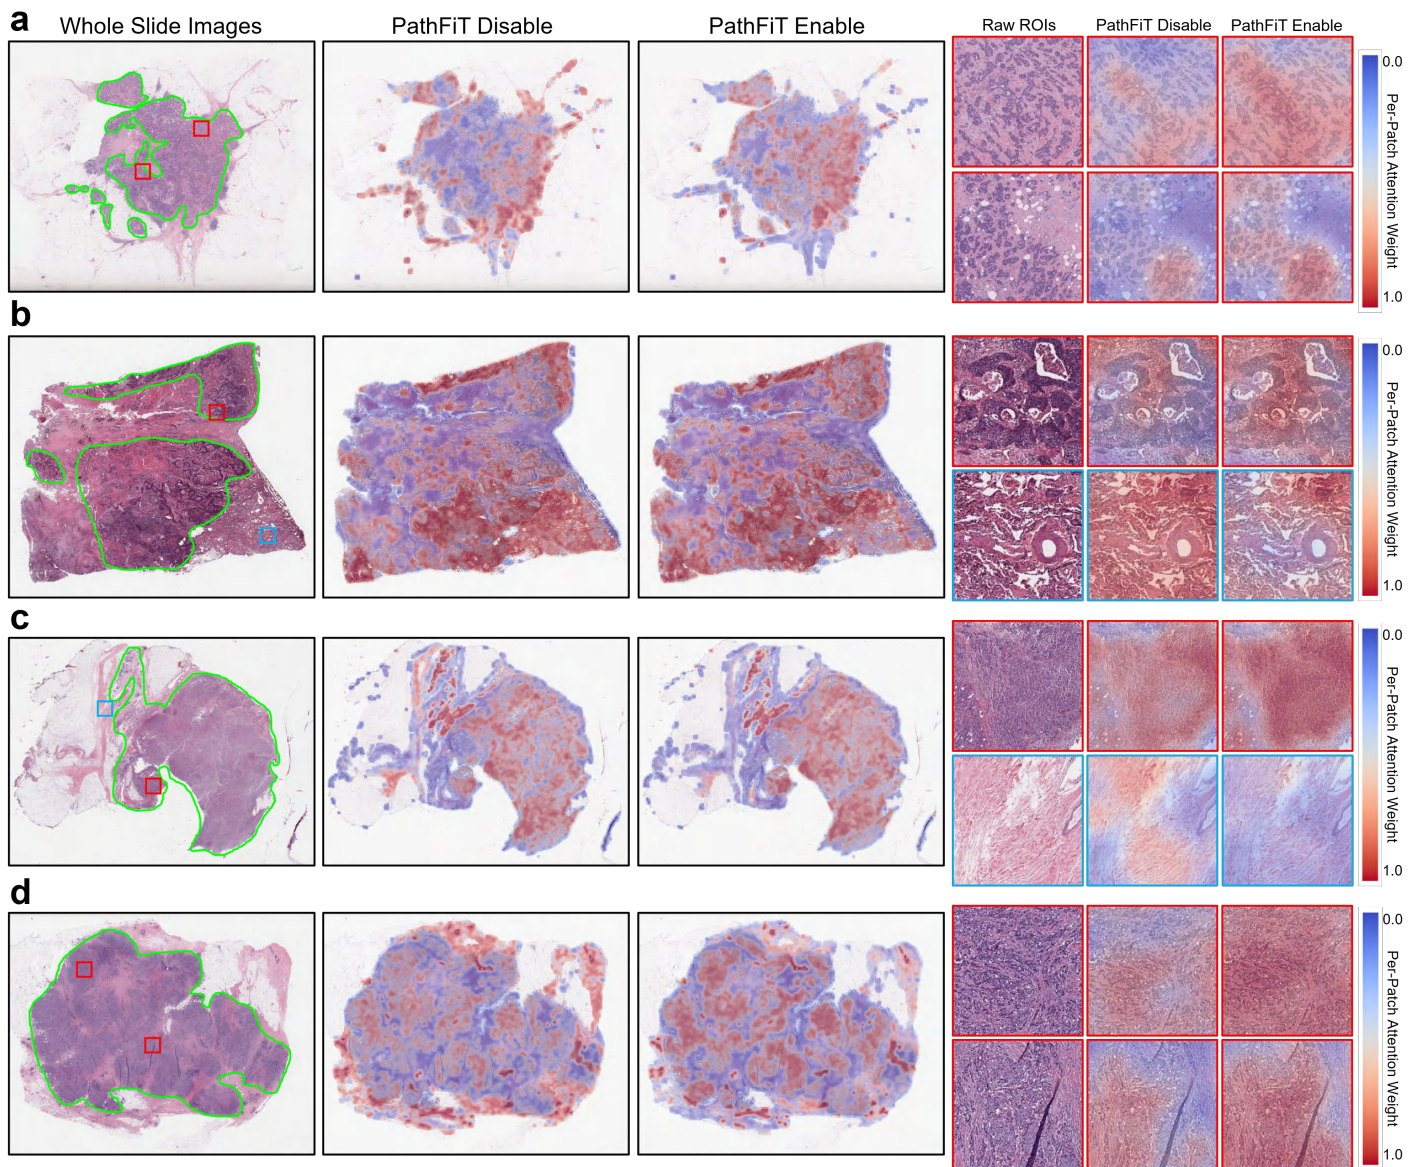 a
Whole Slide Images
PathFiT Disable
PathFiT Enable
Raw ROIs
PathFiT Disable
PathFiT Enable
0.0
Per-Patch Attention Weight
1.0
b
0.0
Per-Patch Attention Weight
1.0
c
0.0
Per-Patch Attention Weight
1.0
d
0.0
Per-Patch Attention Weight
1.0